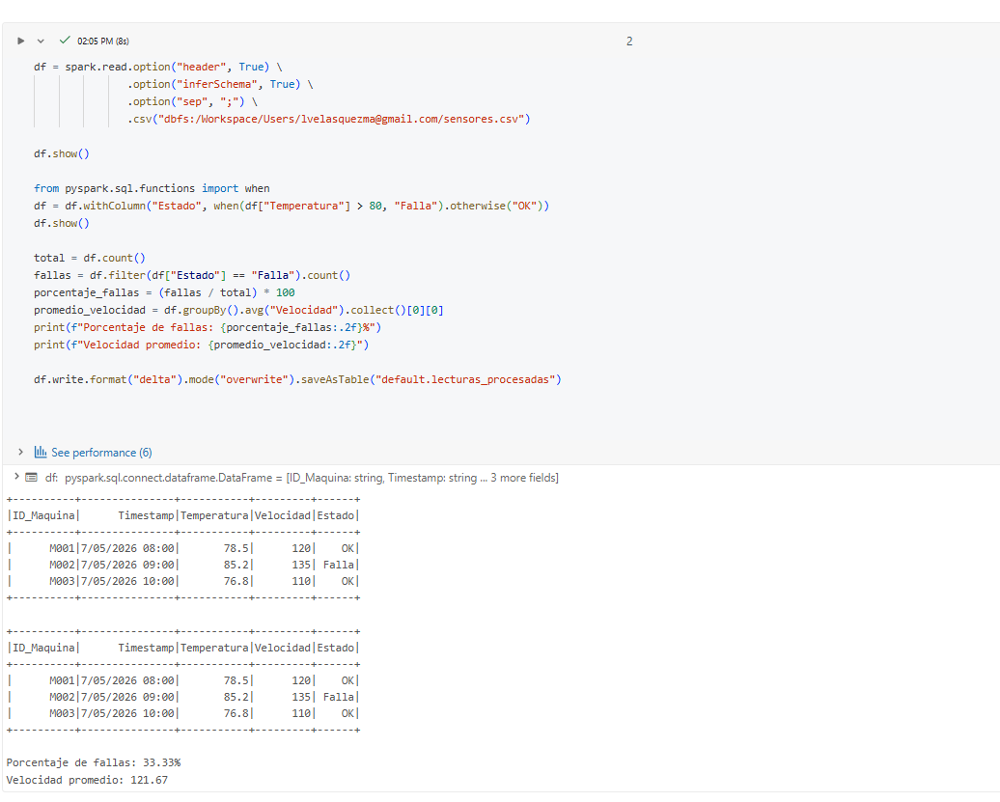 02:05 PM (8s)
2
df = spark.read.option("header", True) \
.option("inferSchema", True) \
.option("sep", ";") \
.csv("dbfs:/Workspace/Users/lvelasquezma@gmail.com/sensores.csv")
df.show()
from pyspark.sql.functions import when
df = df.withColumn("Estado", when(df["Temperatura"] > 80, "Falla").otherwise("OK"))
df.show()
total = df.count()
fallas = df.filter(df["Estado"] == "Falla").count()
porcentaje_fallas = (fallas / total) * 100
promedio_velocidad = df.groupBy().avg("Velocidad").collect()[0][0]
print(f"Porcentaje de fallas: {porcentaje_fallas:.2f}%")
print(f"Velocidad promedio: {promedio_velocidad:.2f}")
df.write.format("delta").mode("overwrite").saveAsTable("default.lecturas_procesadas")
See performance (6)
df: pyspark.sql.connect.dataframe.DataFrame = [ID_Maquina: string, Timestamp: string ... 3 more fields]
+----------+---------------+-----------+---------+------+
|ID_Maquina|      Timestamp|Temperatura|Velocidad|Estado|
+----------+---------------+-----------+---------+------+
|      M001|7/05/2026 08:00|       78.5|      120|    OK|
|      M002|7/05/2026 09:00|       85.2|      135| Falla|
|      M003|7/05/2026 10:00|       76.8|      110|    OK|
+----------+---------------+-----------+---------+------+
+----------+---------------+-----------+---------+------+
|ID_Maquina|      Timestamp|Temperatura|Velocidad|Estado|
+----------+---------------+-----------+---------+------+
|      M001|7/05/2026 08:00|       78.5|      120|    OK|
|      M002|7/05/2026 09:00|       85.2|      135| Falla|
|      M003|7/05/2026 10:00|       76.8|      110|    OK|
+----------+---------------+-----------+---------+------+
Porcentaje de fallas: 33.33%
Velocidad promedio: 121.67